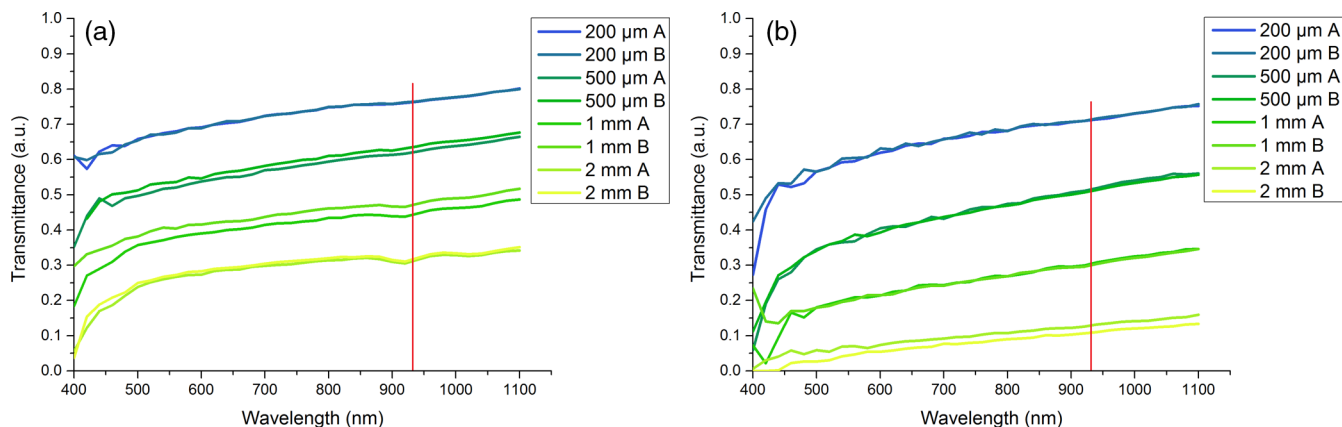 (a)
1.0
0.9
0.8
0.7
0.6
0.5
0.4
0.3
0.2
0.1
0.0
Transmittance (a.u.)
400 500 600 700 800 900 1000 1100
Wavelength (nm)
200 µm A
200 µm B
500 µm A
500 µm B
1 mm A
1 mm B
2 mm A
2 mm B
(b)
1.0
0.9
0.8
0.7
0.6
0.5
0.4
0.3
0.2
0.1
0.0
Transmittance (a.u.)
400 500 600 700 800 900 1000 1100
Wavelength (nm)
200 µm A
200 µm B
500 µm A
500 µm B
1 mm A
1 mm B
2 mm A
2 mm B